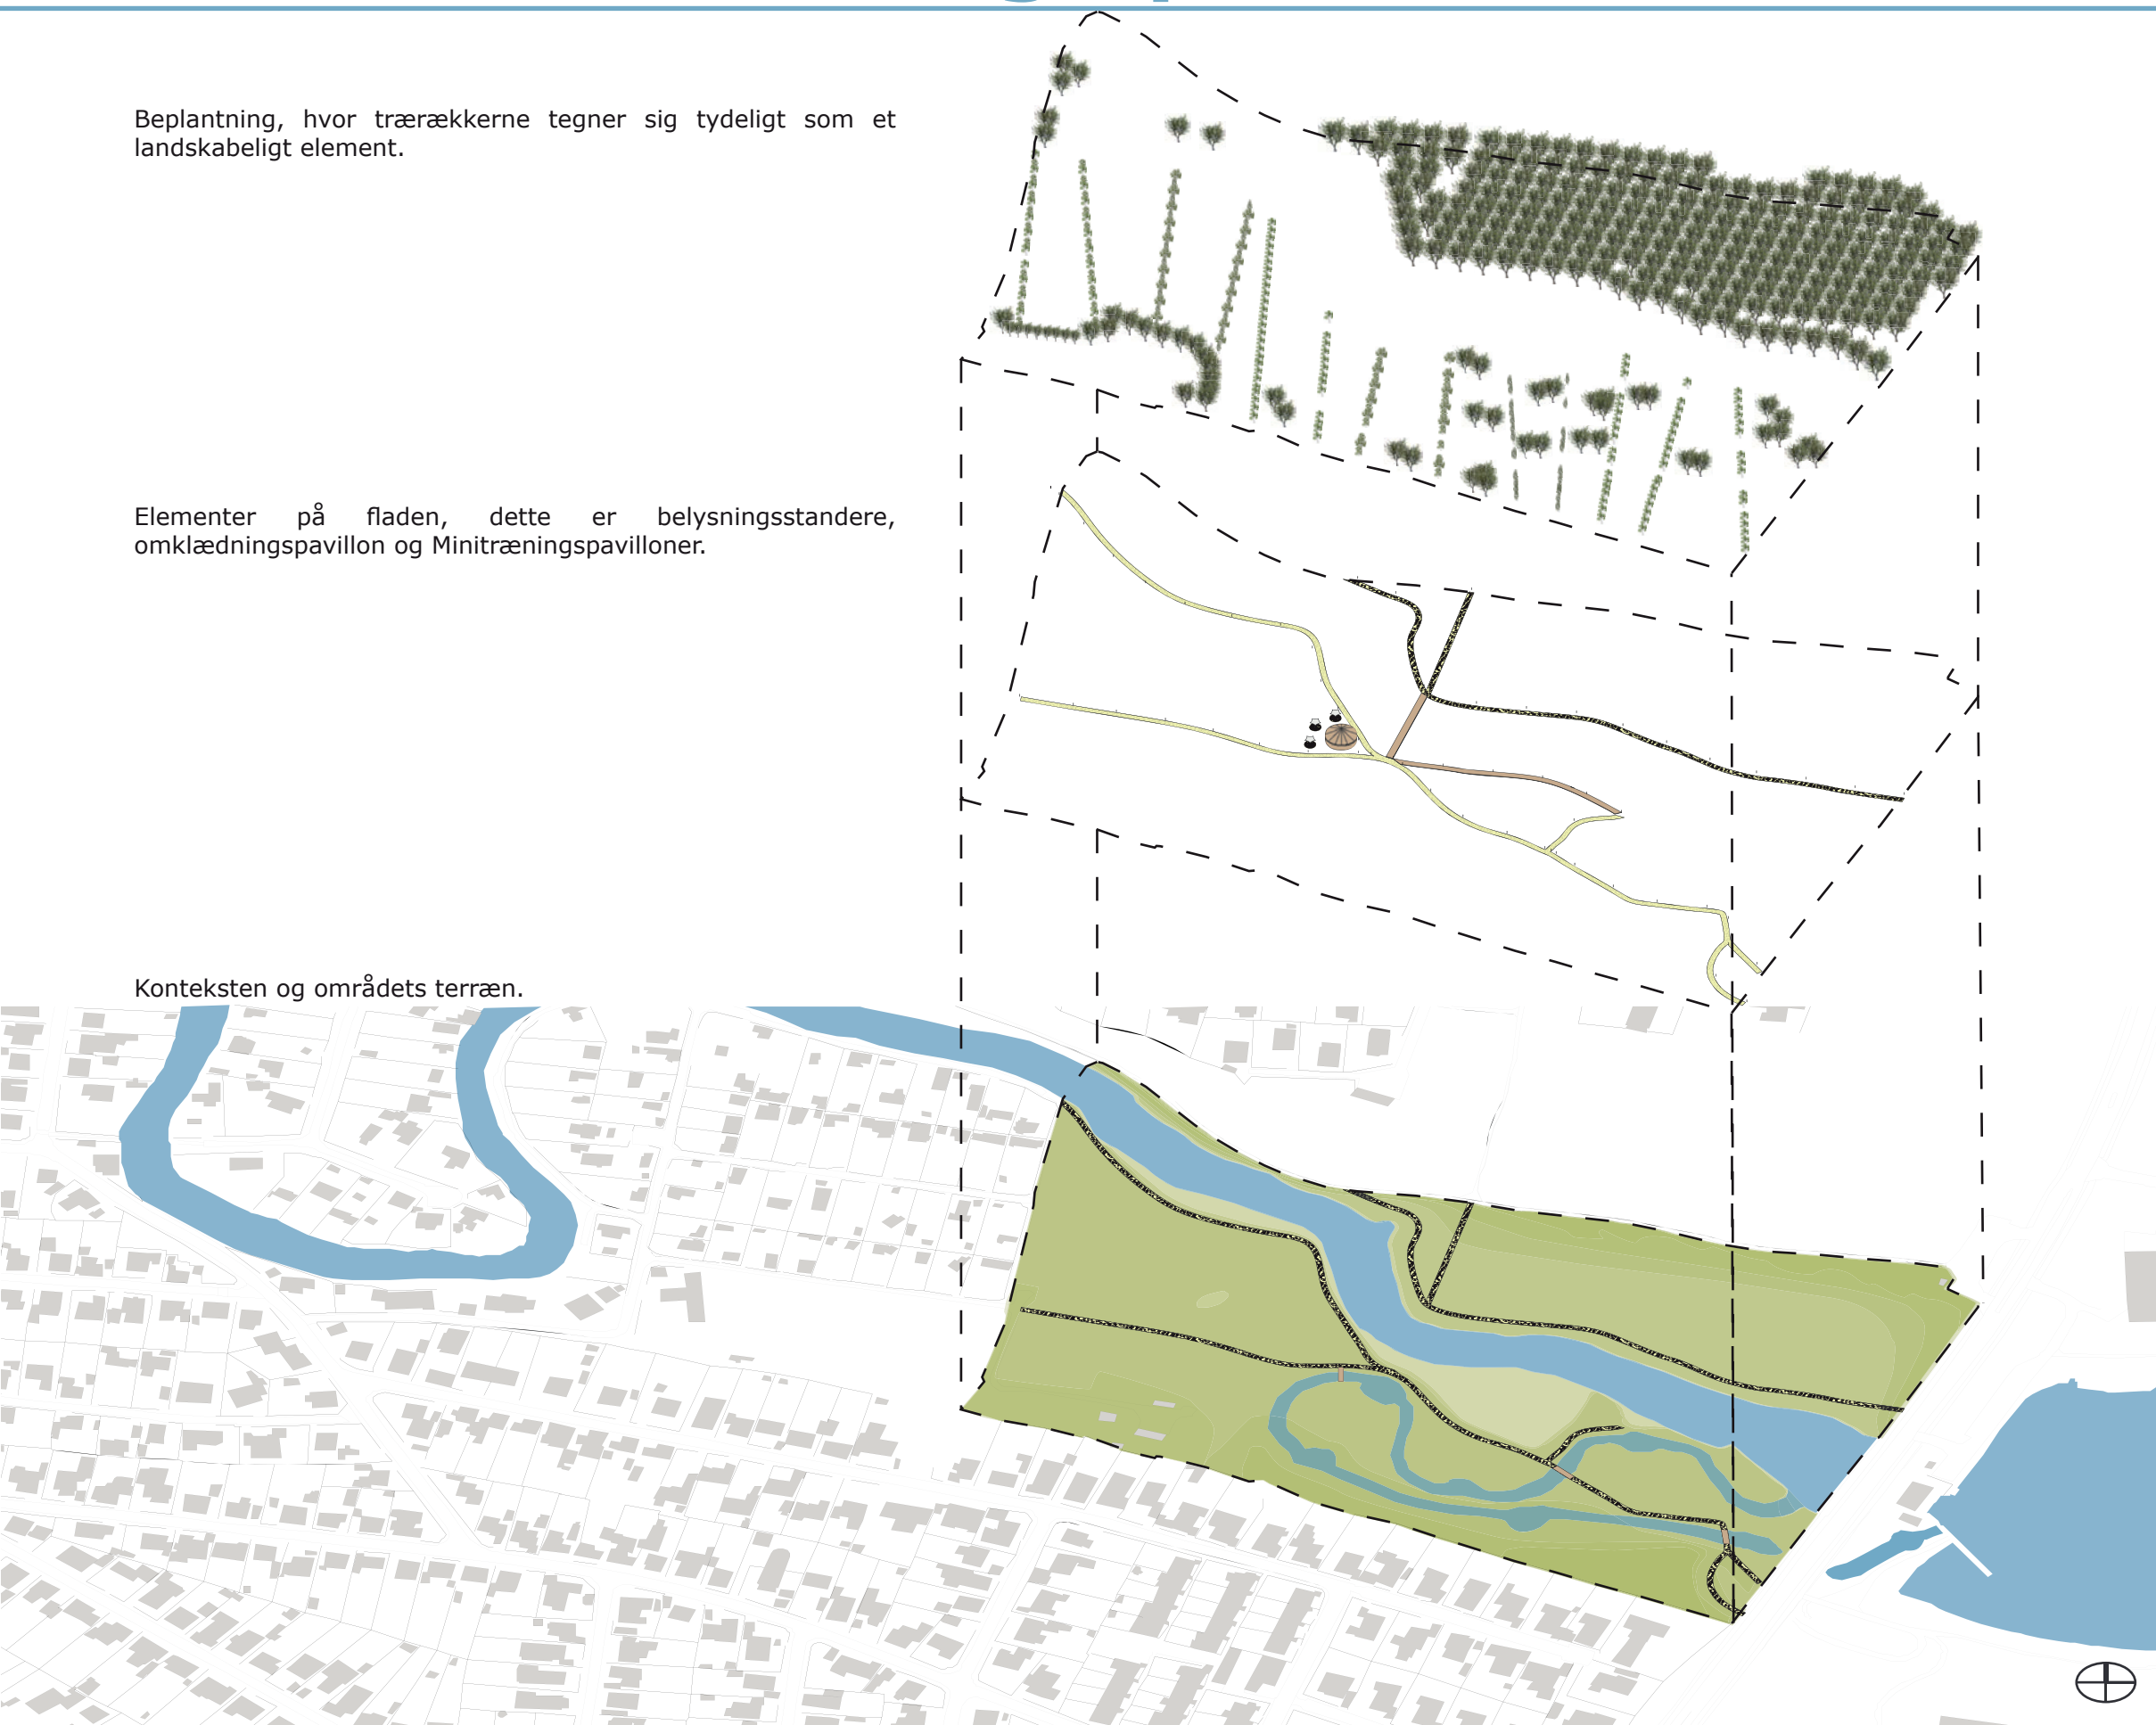 Beplantning, hvor trærækkerne tegner sig tydeligt som et
landskabeligt element.
Elementer på fladen, dette er belysningsstandere,
omklædningspavillon og Minitræningspavilloner.
Konteksten og områdets terræn.